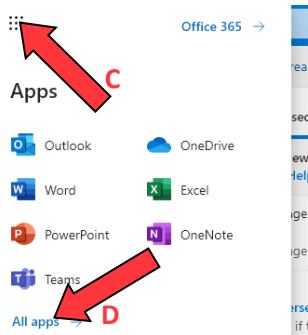 Office 365 →
C
Apps
Outlook
OneDrive
Word
Excel
PowerPoint
OneNote
Teams
All apps →
D